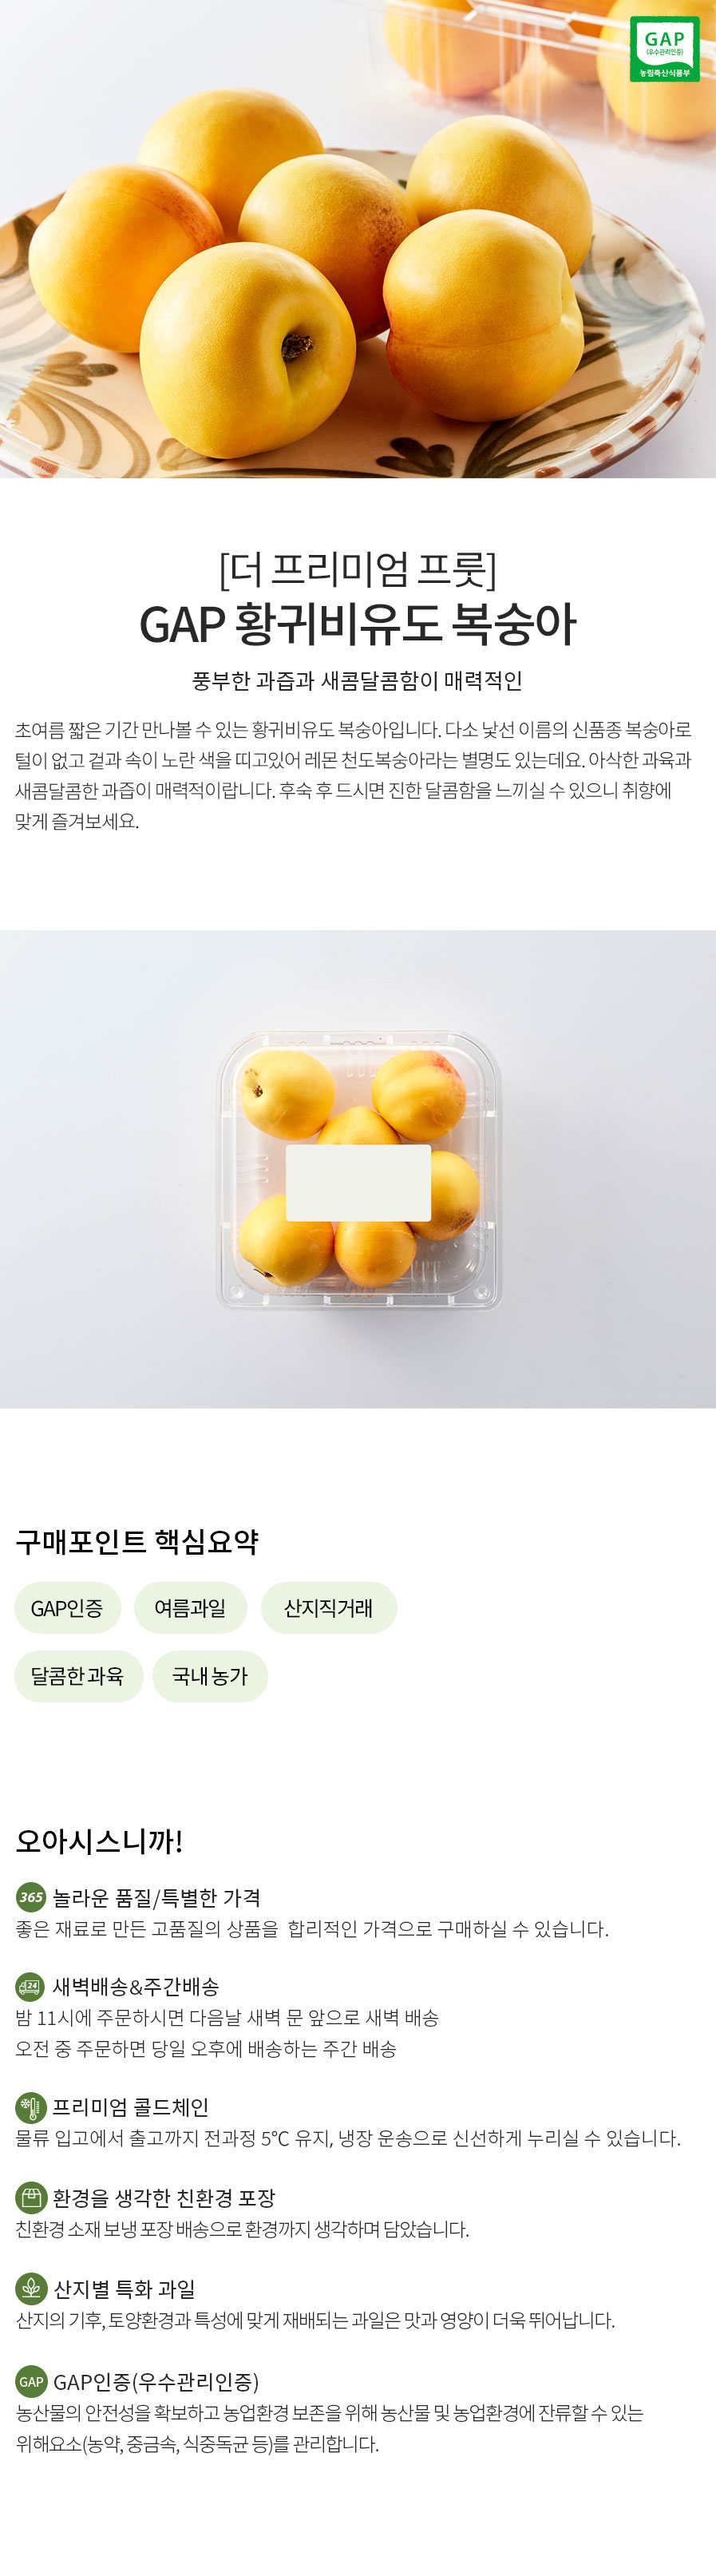 GAP
(우수관리인증)
농림축산식품부
[더 프리미엄 프룻]
GAP 황귀비유도 복숭아
풍부한 과즙과 새콤달콤함이 매력적인
초여름 짧은 기간 만나볼 수 있는 황귀비유도 복숭아입니다. 다소 낯선 이름의 신품종 복숭아로
털이 없고 겉과 속이 노란 색을 띠고있어 레몬 천도복숭아라는 별명도 있는데요. 아삭한 과육과
새콤달콤한 과즙이 매력적이랍니다. 후숙 후 드시면 진한 달콤함을 느끼실 수 있으니 취향에
맞게 즐겨보세요.
구매포인트 핵심요약
GAP인증 여름과일 산지직거래
달콤한 과육 국내 농가
오아시스니까!
365 놀라운 품질/특별한 가격
좋은 재료로 만든 고품질의 상품을 합리적인 가격으로 구매하실 수 있습니다.
24 새벽배송&주간배송
밤 11시에 주문하시면 다음날 새벽 문 앞으로 새벽 배송
오전 중 주문하면 당일 오후에 배송하는 주간 배송
프리미엄 콜드체인
물류 입고에서 출고까지 전과정 5℃ 유지, 냉장 운송으로 신선하게 누리실 수 있습니다.
환경을 생각한 친환경 포장
친환경 소재 보냉 포장 배송으로 환경까지 생각하며 담았습니다.
산지별 특화 과일
산지의 기후, 토양환경과 특성에 맞게 재배되는 과일은 맛과 영양이 더욱 뛰어납니다.
GAP GAP인증(우수관리인증)
농산물의 안전성을 확보하고 농업환경 보존을 위해 농산물 및 농업환경에 잔류할 수 있는
위해요소(농약, 중금속, 식중독균 등)를 관리합니다.